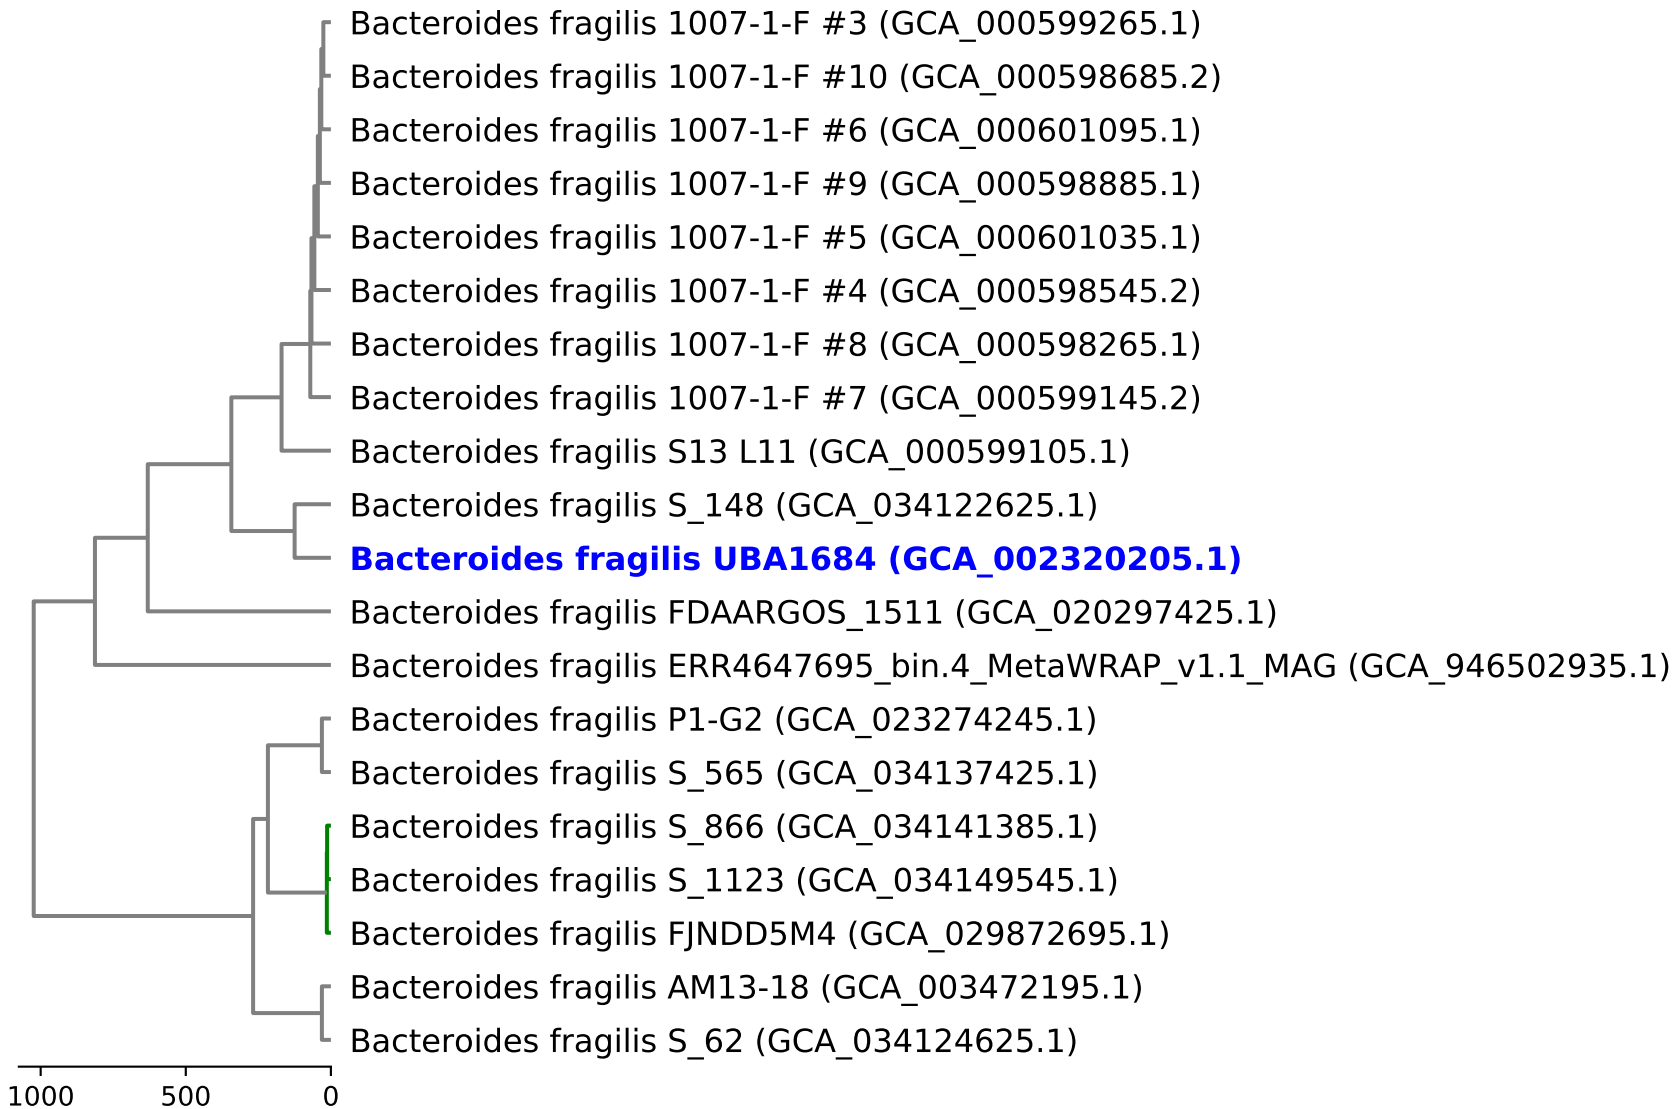 Bacteroides fragilis 1007-1-F #3 (GCA_000599265.1)
Bacteroides fragilis 1007-1-F #10 (GCA_000598685.2)
Bacteroides fragilis 1007-1-F #6 (GCA_000601095.1)
Bacteroides fragilis 1007-1-F #9 (GCA_000598885.1)
Bacteroides fragilis 1007-1-F #5 (GCA_000601035.1)
Bacteroides fragilis 1007-1-F #4 (GCA_000598545.2)
Bacteroides fragilis 1007-1-F #8 (GCA_000598265.1)
Bacteroides fragilis 1007-1-F #7 (GCA_000599145.2)
Bacteroides fragilis S13 L11 (GCA_000599105.1)
Bacteroides fragilis S_148 (GCA_034122625.1)
Bacteroides fragilis UBA1684 (GCA_002320205.1)
Bacteroides fragilis FDAARGOS_1511 (GCA_020297425.1)
Bacteroides fragilis ERR4647695_bin.4_MetaWRAP_v1.1_MAG (GCA_946502935.1)
Bacteroides fragilis P1-G2 (GCA_023274245.1)
Bacteroides fragilis S_565 (GCA_034137425.1)
Bacteroides fragilis S_866 (GCA_034141385.1)
Bacteroides fragilis S_1123 (GCA_034149545.1)
Bacteroides fragilis FJNDD5M4 (GCA_029872695.1)
Bacteroides fragilis AM13-18 (GCA_003472195.1)
Bacteroides fragilis S_62 (GCA_034124625.1)
1000 500 0